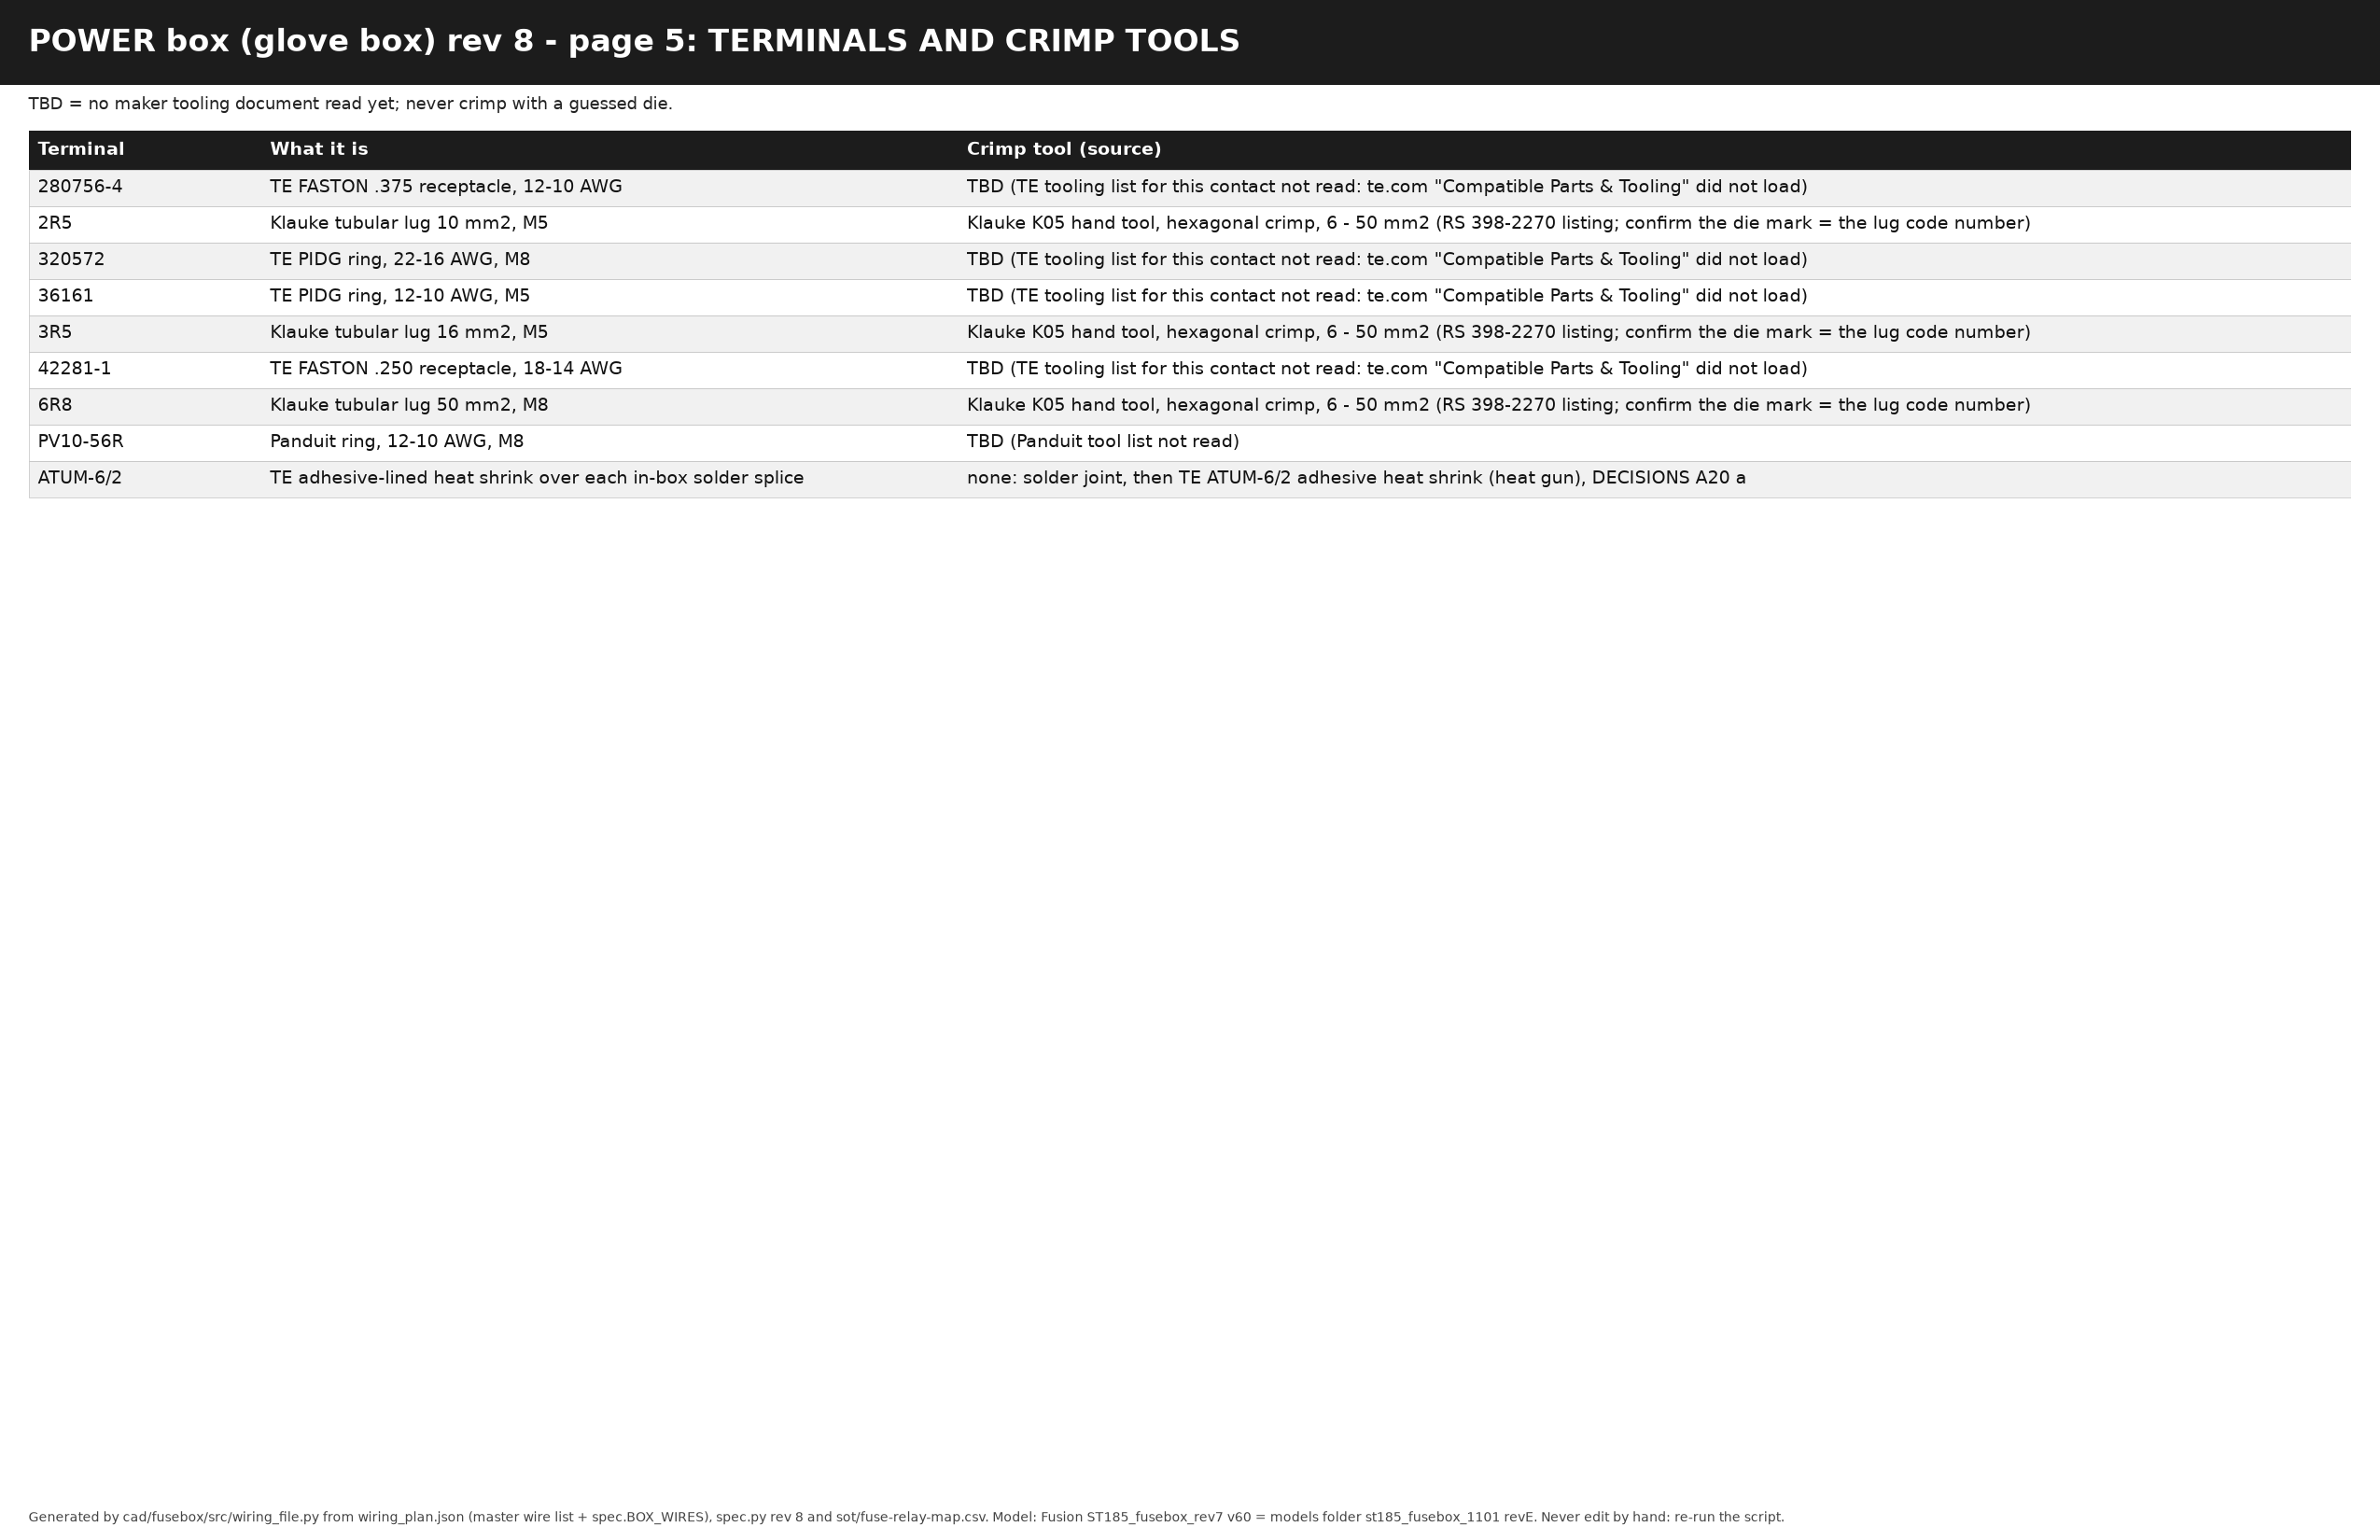 POWER box (glove box) rev 8 - page 5: TERMINALS AND CRIMP TOOLS
TBD = no maker tooling document read yet; never crimp with a guessed die.
Terminal What it is Crimp tool (source)
280756-4 TE FASTON .375 receptacle, 12-10 AWG TBD (TE tooling list for this contact not read: te.com "Compatible Parts & Tooling" did not load)
2R5 Klauke tubular lug 10 mm2, M5 Klauke K05 hand tool, hexagonal crimp, 6 - 50 mm2 (RS 398-2270 listing; confirm the die mark = the lug code number)
320572 TE PIDG ring, 22-16 AWG, M8 TBD (TE tooling list for this contact not read: te.com "Compatible Parts & Tooling" did not load)
36161 TE PIDG ring, 12-10 AWG, M5 TBD (TE tooling list for this contact not read: te.com "Compatible Parts & Tooling" did not load)
3R5 Klauke tubular lug 16 mm2, M5 Klauke K05 hand tool, hexagonal crimp, 6 - 50 mm2 (RS 398-2270 listing; confirm the die mark = the lug code number)
42281-1 TE FASTON .250 receptacle, 18-14 AWG TBD (TE tooling list for this contact not read: te.com "Compatible Parts & Tooling" did not load)
6R8 Klauke tubular lug 50 mm2, M8 Klauke K05 hand tool, hexagonal crimp, 6 - 50 mm2 (RS 398-2270 listing; confirm the die mark = the lug code number)
PV10-56R Panduit ring, 12-10 AWG, M8 TBD (Panduit tool list not read)
ATUM-6/2 TE adhesive-lined heat shrink over each in-box solder splice none: solder joint, then TE ATUM-6/2 adhesive heat shrink (heat gun), DECISIONS A20 a
Generated by cad/fusebox/src/wiring_file.py from wiring_plan.json (master wire list + spec.BOX_WIRES), spec.py rev 8 and sot/fuse-relay-map.csv. Model: Fusion ST185_fusebox_rev7 v60 = models folder st185_fusebox_1101 revE. Never edit by hand: re-run the script.